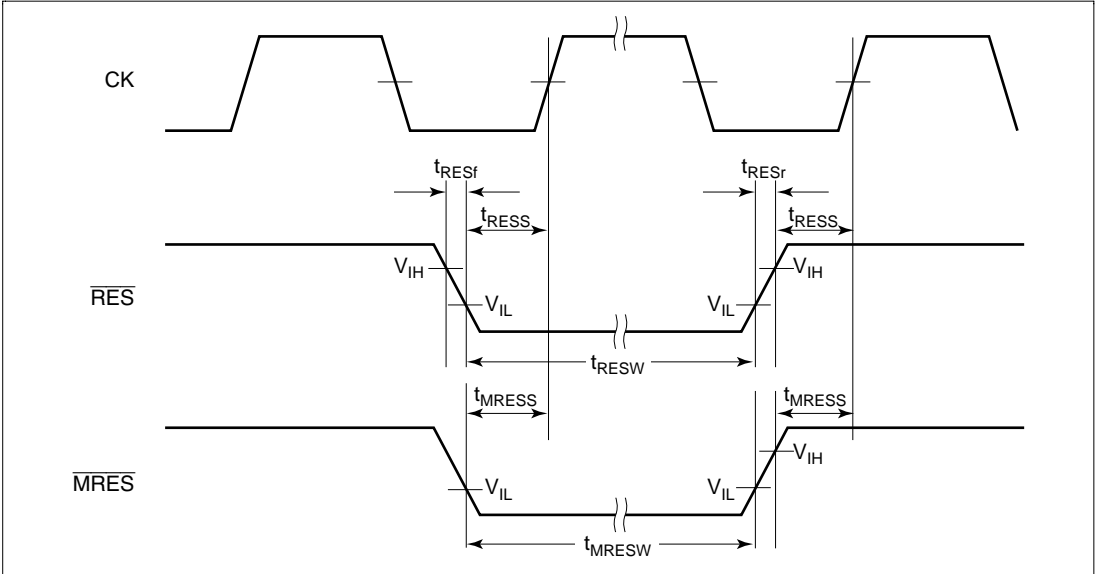 CK
tRESf
tRESr
tRESS
tRESS
VIH
VIH
RES
VIL
VIL
tRESW
tMRESS
tMRESS
VIH
MRES
VIL
VIL
tMRESW